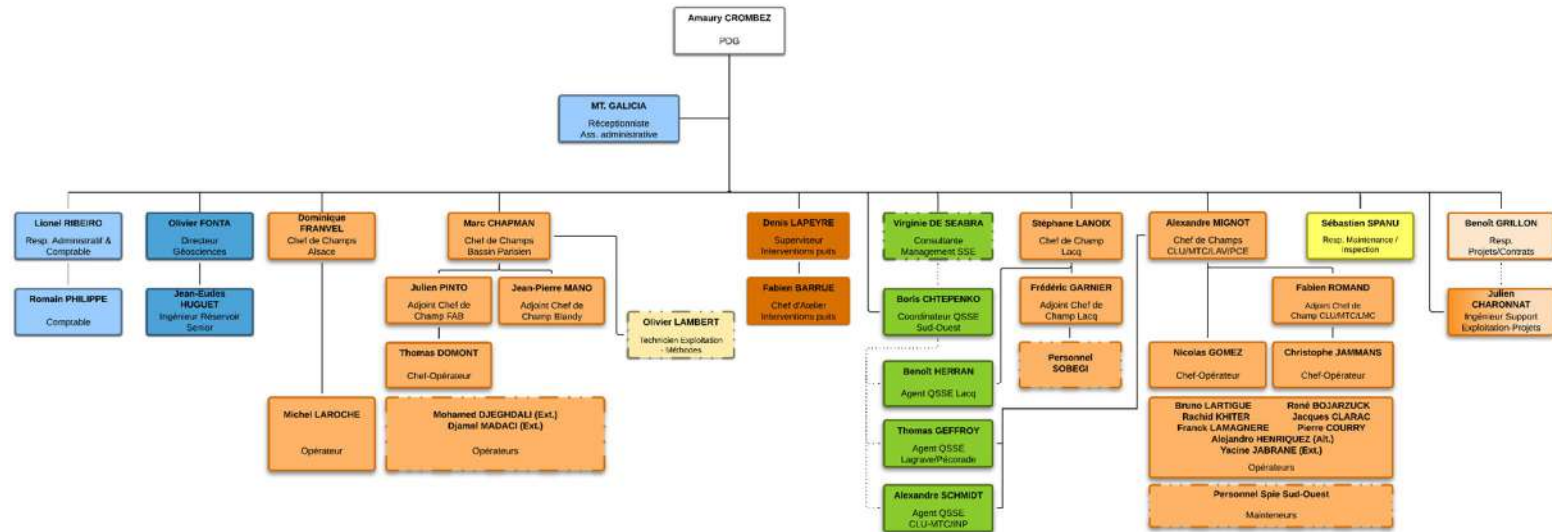 Amaury CROMBEZ
PDG
MT. GALICIA
Réceptionniste
Ass. administrative
Lionel RIBEIRO
Resp. Administratif &
Comptable
Olivier FONTA
Directeur
Géosciences
Dominique
FRANVEL
Chef de Champs
Alsace
Marc CHAPMAN
Chef de Champs
Bassin Parisien
Denis LAPEYRE
Superviseur
Interventions puits
Virginie DE SEABRA
Consultante
Management SSE
Stéphane LANOIX
Chef de Champ
Lacq
Alexandre MIGNOT
Chef de Champs
CLU/MTC/LAV/PCE
Sébastien SPANU
Resp. Maintenance /
Inspection
Benoît GRILLON
Resp.
Projets/Contrats
Romain PHILIPPE
Comptable
Jean-Eudes
HUGUET
Ingénieur Réservoir
Senior
Julien PINTO
Adjoint Chef de
Champ FAB
Jean-Pierre MANO
Adjoint Chef de
Champ Blandy
Olivier LAMBERT
Technicien Exploitation
- Méthodes
Fabien BARRUE
Chef d'Atelier
Interventions puits
Boris CHTEPENKO
Coordinateur QSSE
Sud-Ouest
Frédéric GARNIER
Adjoint Chef de
Champ Lacq
Fabien ROMAND
Adjoint Chef de
Champ CLU/MTC/LMC
Julien
CHARONNAT
Ingénieur Support
Exploitation-Projets
Thomas DOMONT
Chef-Opérateur
Benoît HERRAN
Agent QSSE Lacq
Personnel
SOBEGI
Nicolas GOMEZ
Chef-Opérateur
Christophe JAMMANS
Chef-Opérateur
Michel LAROCHE
Opérateur
Mohamed DJEGHDALI (Ext.)
Djamel MADACI (Ext.)
Opérateurs
Thomas GEFFROY
Agent QSSE
Lagrave/Pécorade
Bruno LARTIGUE René BOJARZUCK
Rachid KHITER Jacques CLARAC
Franck LAMAGNERE Pierre COURRY
Alejandro HENRIQUEZ (Alt.)
Yacine JABRANE (Ext.)
Opérateurs
Alexandre SCHMIDT
Agent QSSE
CLU-MTC/INP
Personnel Spie Sud-Ouest
Mainteneurs